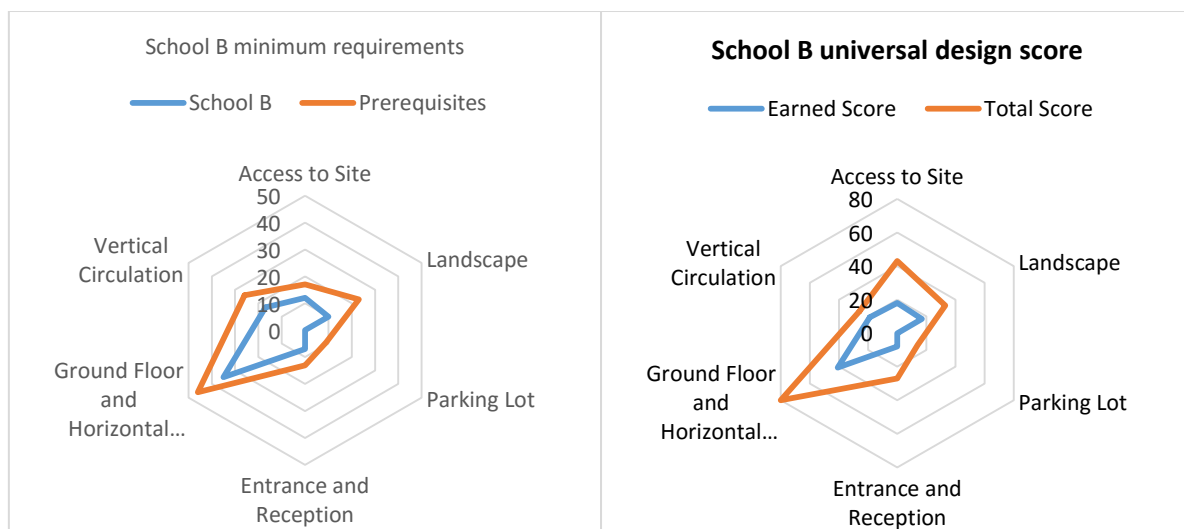 School B minimum requirements
School B
Prerequisites
Access to Site
50
40
30
20
10
0
Vertical
Circulation
Landscape
Ground Floor
and
Horizontal...
Parking Lot
Entrance and
Reception
School B universal design score
Earned Score
Total Score
Access to Site
80
60
40
20
0
Vertical
Circulation
Landscape
Ground Floor
and
Horizontal...
Parking Lot
Entrance and
Reception